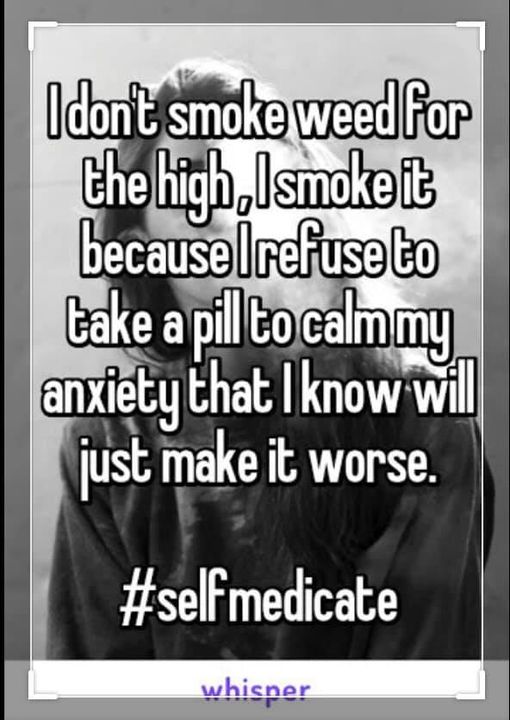 I don't smoke weed for
the high , I smoke it
because I refuse to
take a pill to calm my
anxiety that I know will
just make it worse.
#selfmedicate
whisper